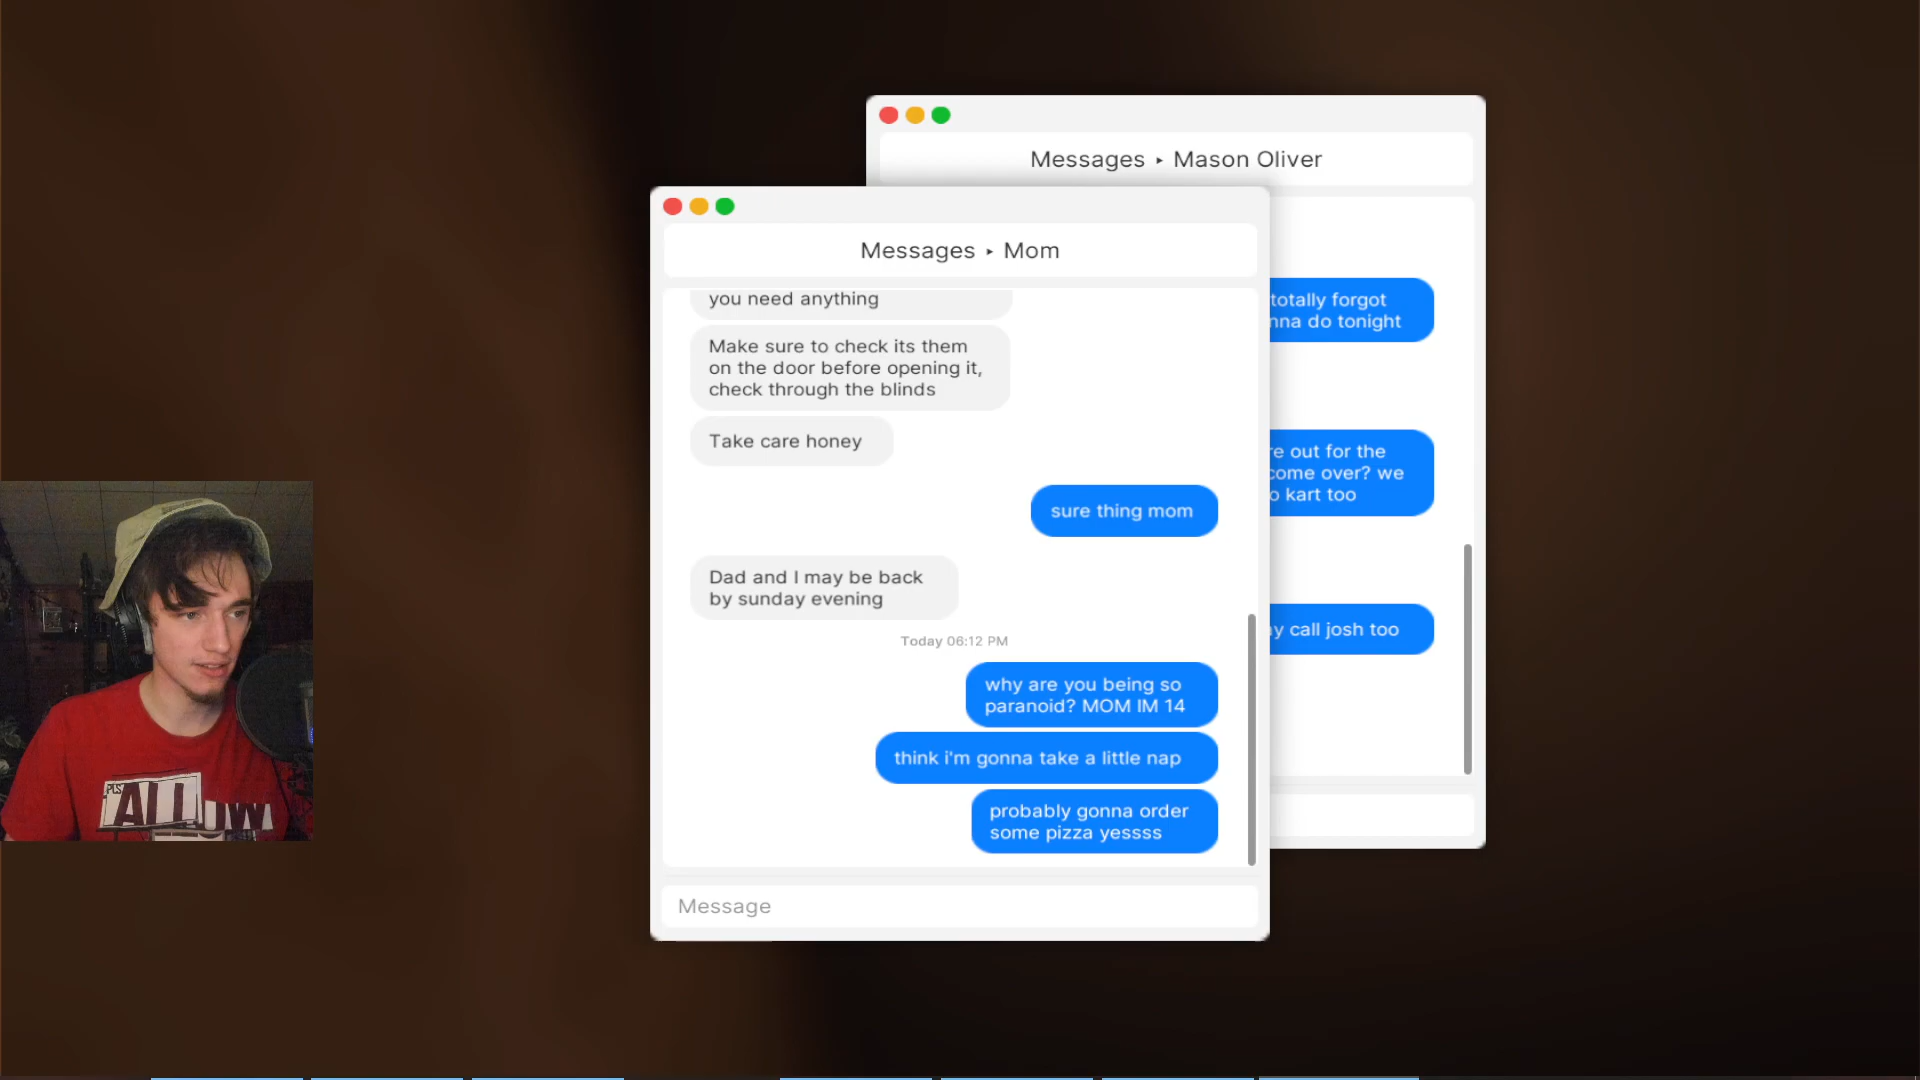 Messages ▸ Mason Oliver
totally forgot
nna do tonight
re out for the
come over? we
o kart too
y call josh too
Messages ▸ Mom
you need anything
Make sure to check its them
on the door before opening it,
check through the blinds
Take care honey
sure thing mom
Dad and I may be back
by sunday evening
Today 06:12 PM
why are you being so
paranoid? MOM IM 14
think i'm gonna take a little nap
probably gonna order
some pizza yessss
Message
PLS
ALLOW